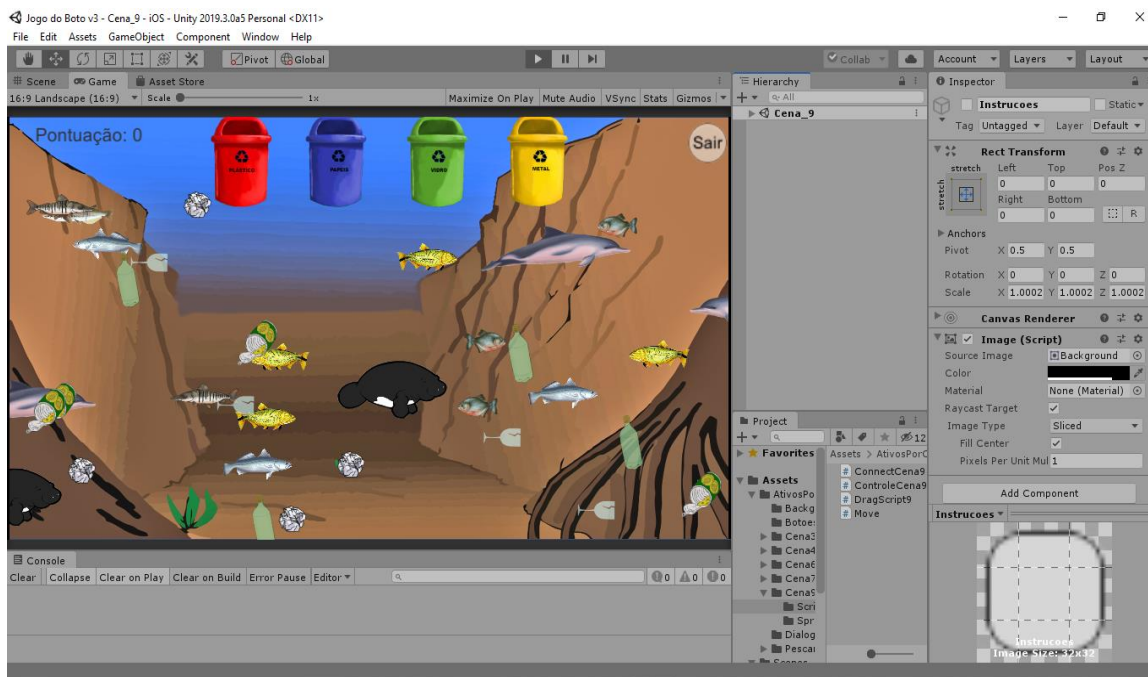 Jogo do Boto v3 - Cena_9 - iOS - Unity 2019.3.0a5 Personal <DX11>
File Edit Assets GameObject Component Window Help
Pivot Global Collab Account Layers Layout
Scene Game Asset Store
16:9 Landscape (16:9) Scale 1x Maximize On Play Mute Audio VSync Stats Gizmos
Pontuação: 0
PLÁSTICO PAPEIS VIDRO METAL
Sair
Console
Clear Collapse Clear on Play Clear on Build Error Pause Editor 0 0 0
Hierarchy
All
Cena_9
Project
12
Favorites
Assets > AtivosPorC
Assets
AtivosPo
Backg
Botoe
Cena3
Cena4
Cena6
Cena7
Cena9
Scri
Spr
Dialog
Pescai
Scenes
ConnectCena9
ControleCena9
DragScript9
Move
Inspector
Instrucoes Static
Tag Untagged Layer Default
Rect Transform
stretch Left Top Pos Z
stretch 0 0 0
Right Bottom
0 0 R
Anchors
Pivot X 0.5 Y 0.5
Rotation X 0 Y 0 Z 0
Scale X 1.0002 Y 1.0002 Z 1.0002
Canvas Renderer
Image (Script)
Source Image Background
Color
Material None (Material)
Raycast Target
Image Type Sliced
Fill Center
Pixels Per Unit Mul 1
Add Component
Instrucoes
Instrucoes
Image Size: 32x32